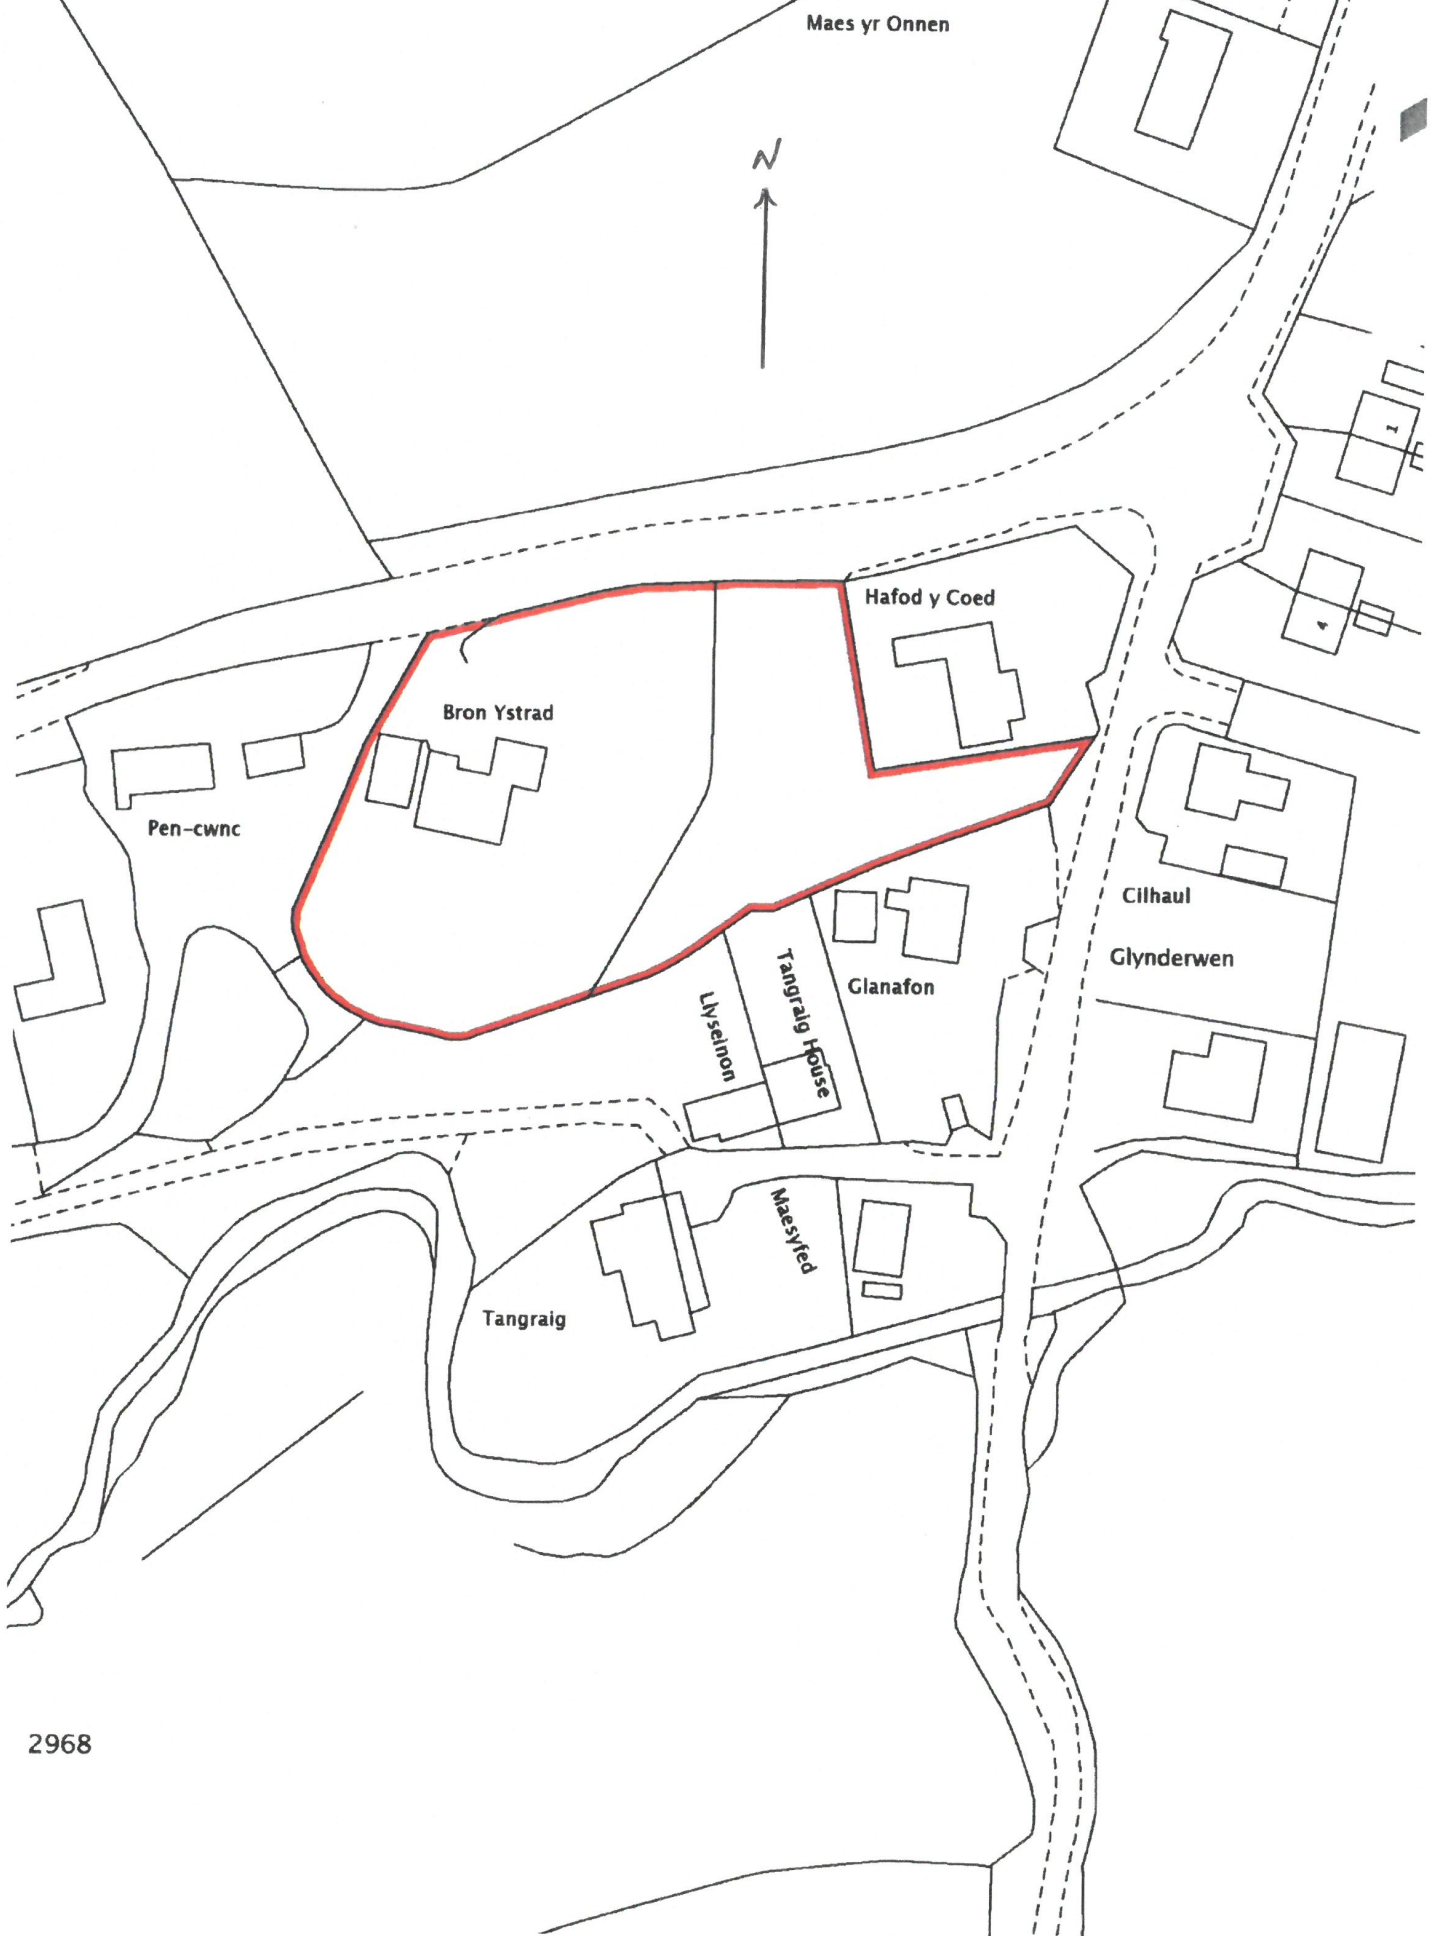 Maes yr Onnen
N
1
Hafod y Coed
4
Bron Ystrad
Pen-cwnc
Cilhaul
Glynderwen
Glanafon
Tangraig House
Llyseinon
Maesyfed
Tangraig
2968